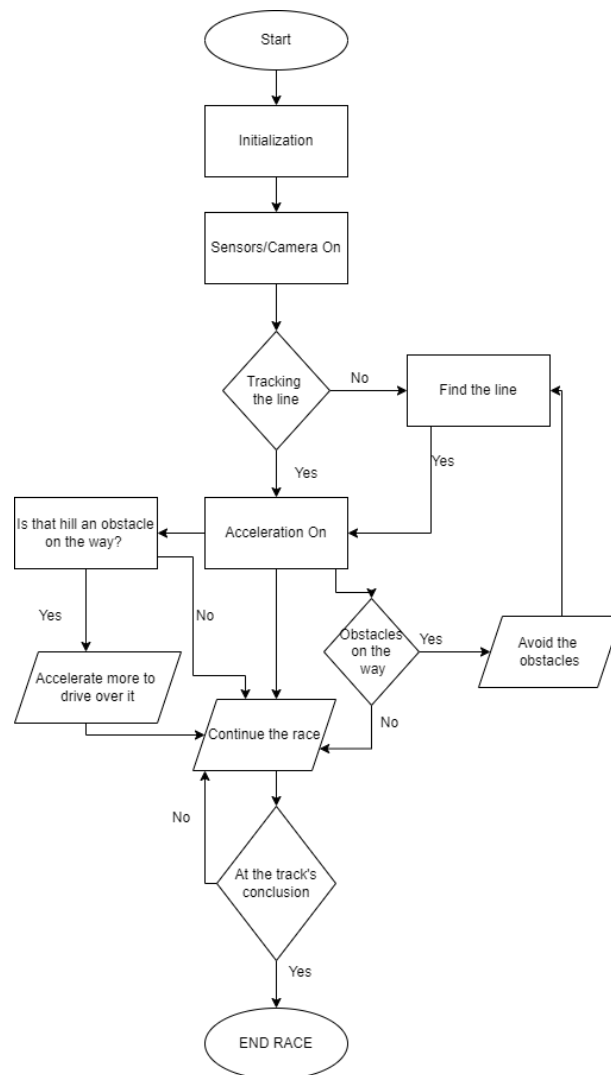 Start
Initialization
Sensors/Camera On
Tracking
the line
No
Find the line
Yes
Yes
Is that hill an obstacle
on the way?
Acceleration On
Yes
No
Obstacles
on the
way
Yes
Avoid the
obstacles
Accelerate more to
drive over it
Continue the race
No
No
At the track's
conclusion
Yes
END RACE